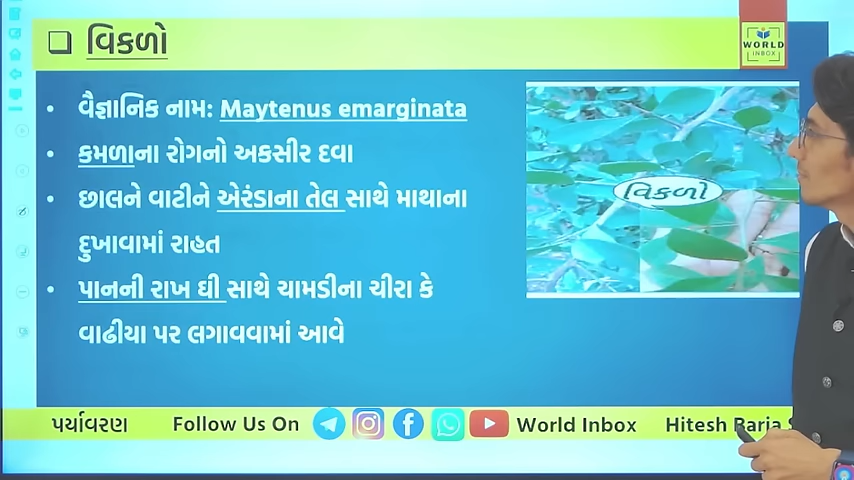 વિકળો
WORLD
INBOX
વૈજ્ઞાનિક નામ: Maytenus emarginata
કમળાના રોગનો અકસીર દવા
છાલને વાટીને એરંડાના તેલ સાથે માથાના
દુખાવામાં રાહત
પાનની રાખ ઘી સાથે ચામડીના ચીરા કે
વાઢીયા પર લગાવવામાં આવે
વિકળો
પર્યાવરણ Follow Us On World Inbox Hitesh Baria